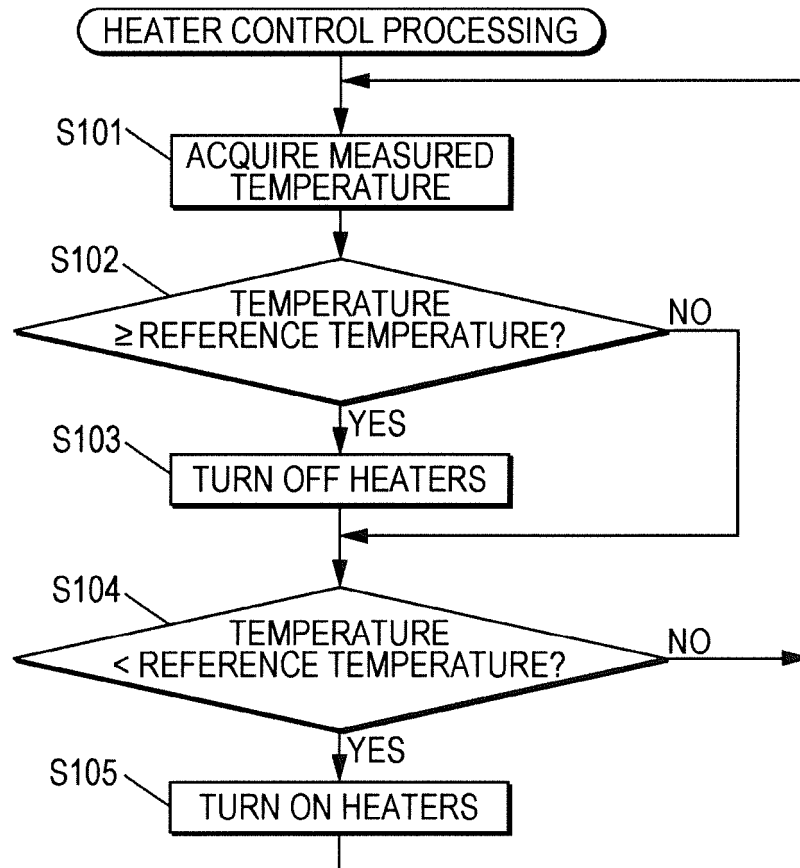 HEATER CONTROL PROCESSING
S101
ACQUIRE MEASURED
TEMPERATURE
S102
TEMPERATURE
≥ REFERENCE TEMPERATURE?
NO
YES
S103
TURN OFF HEATERS
S104
TEMPERATURE
< REFERENCE TEMPERATURE?
NO
YES
S105
TURN ON HEATERS